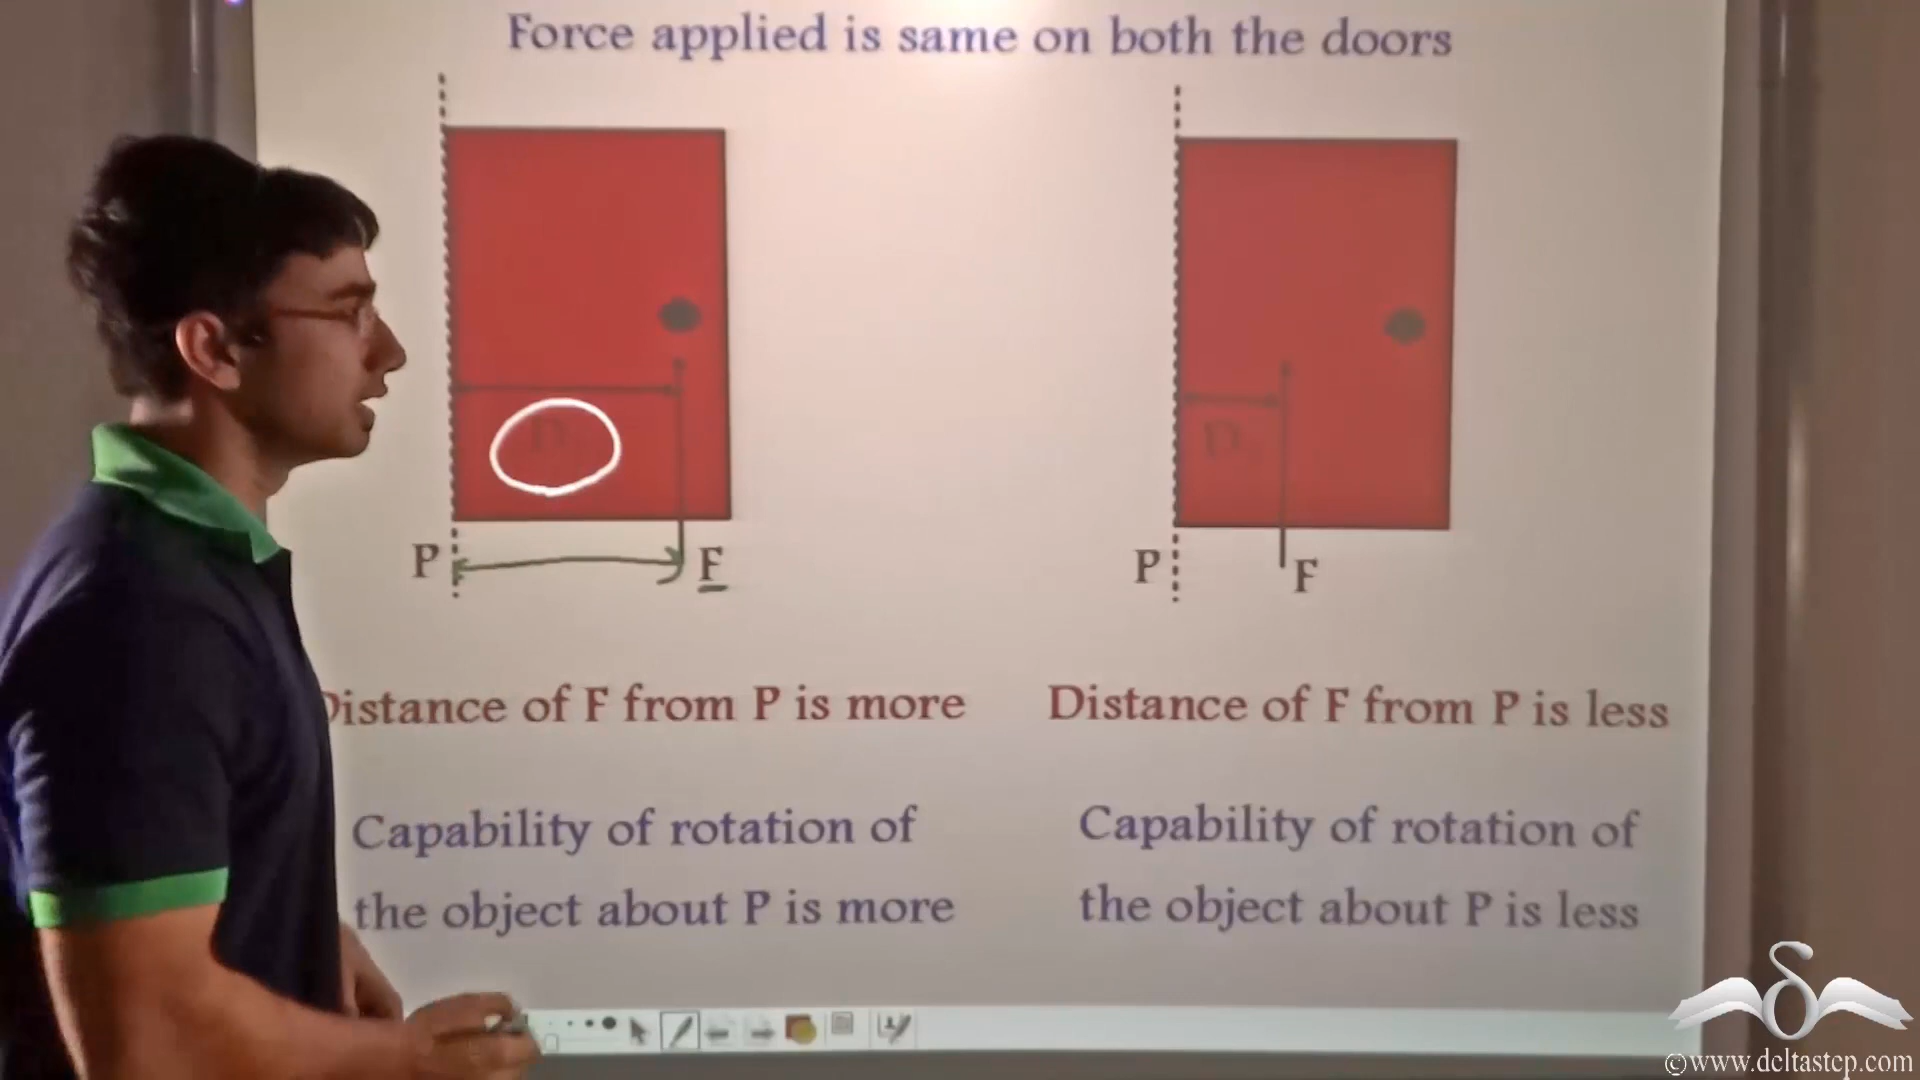 Force applied is same on both the doors
D
D
P
F
P
F
Distance of F from P is more
Distance of F from P is less
Capability of rotation of
the object about P is more
Capability of rotation of
the object about P is less
©www.deltastep.com